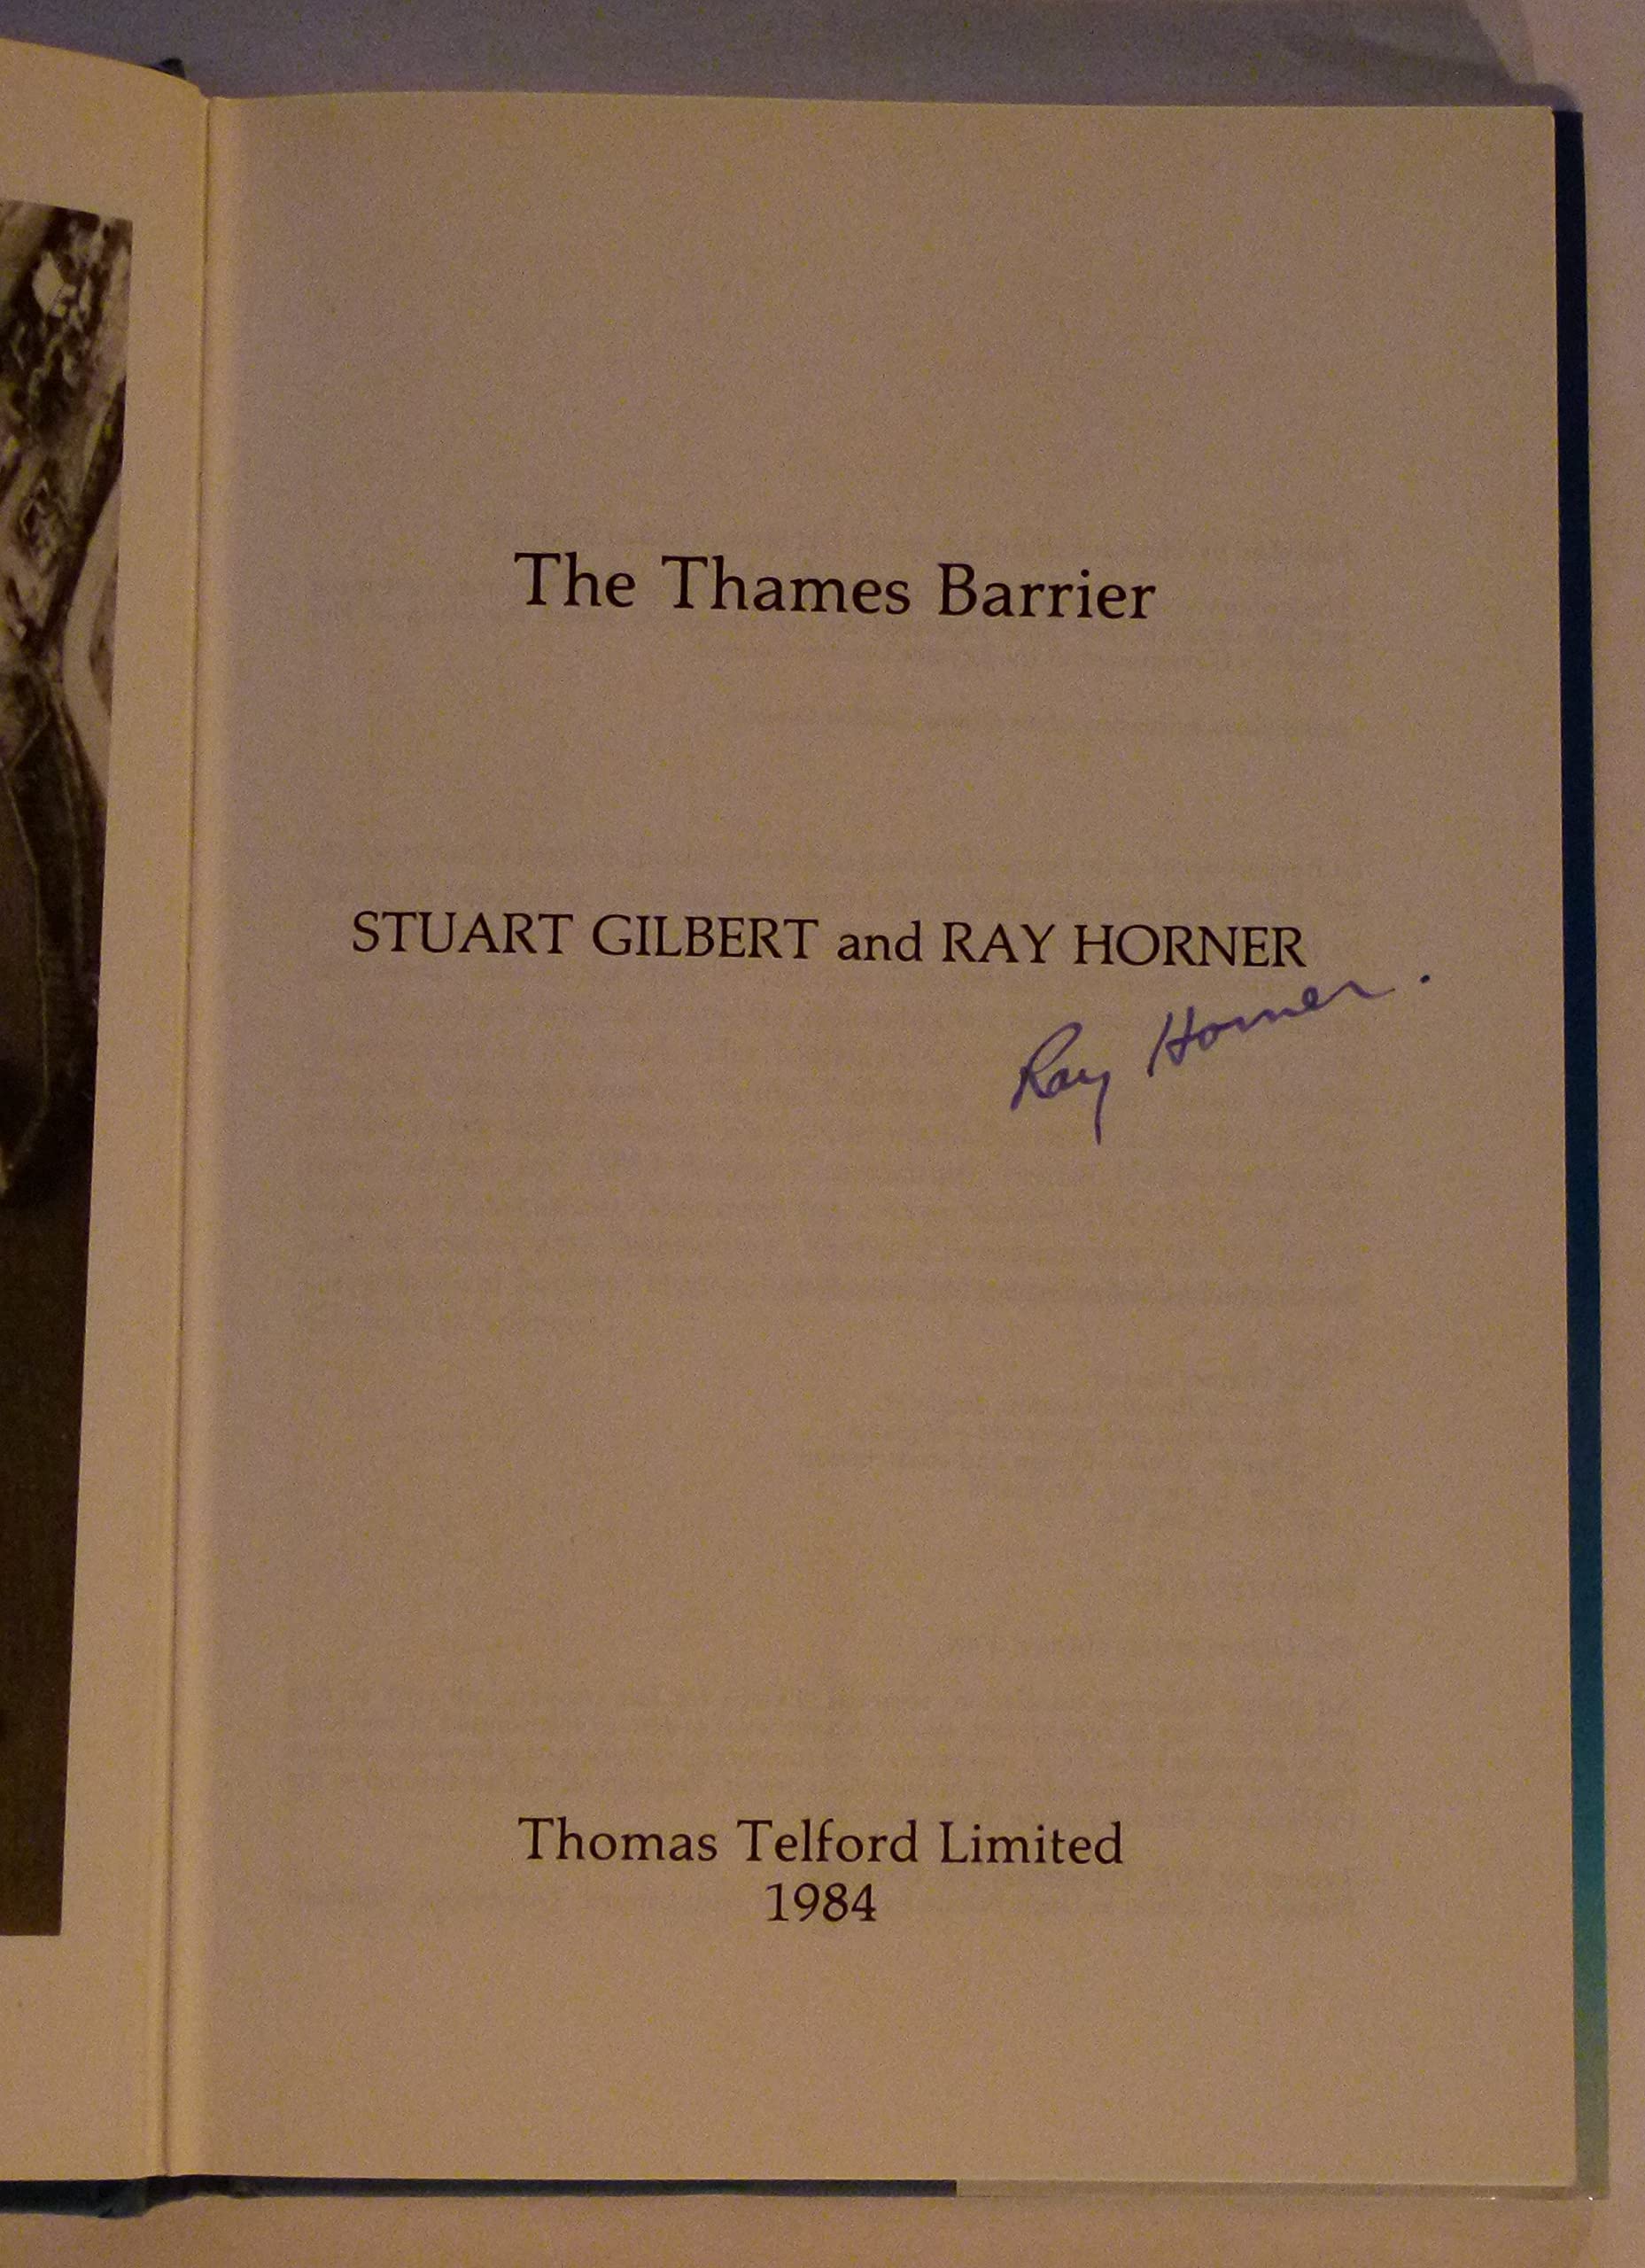 The Thames Barrier
STUART GILBERT and RAY HORNER
Ray Horner.
Thomas Telford Limited
1984